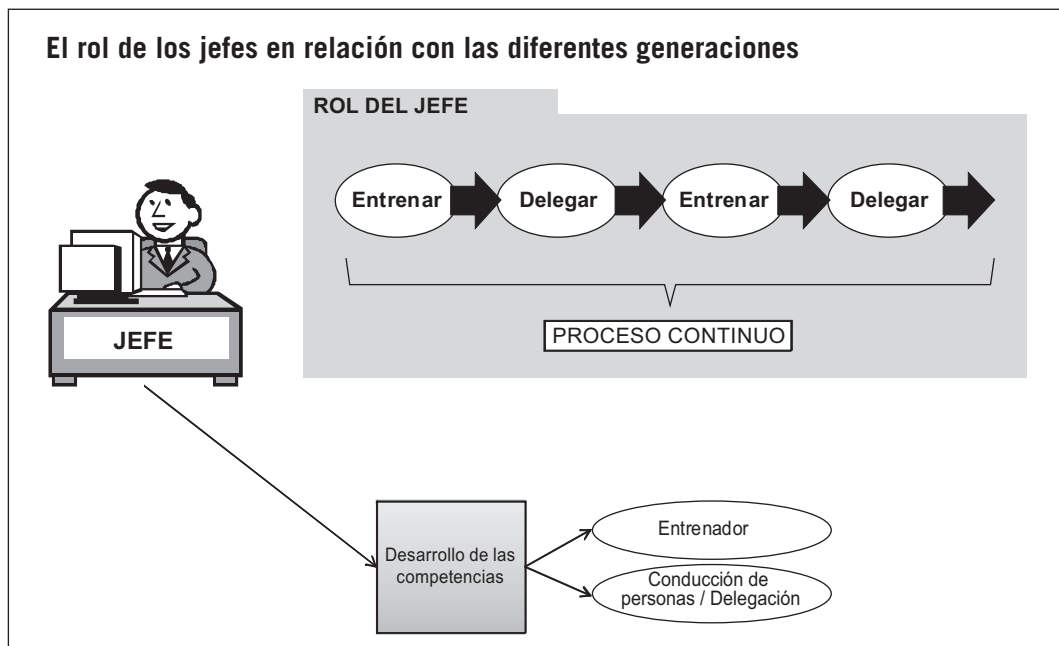 El rol de los jefes en relación con las diferentes generaciones
ROL DEL JEFE
Entrenar
Delegar
Entrenar
Delegar
PROCESO CONTINUO
JEFE
Desarrollo de las
competencias
Entrenador
Conducción de
personas / Delegación